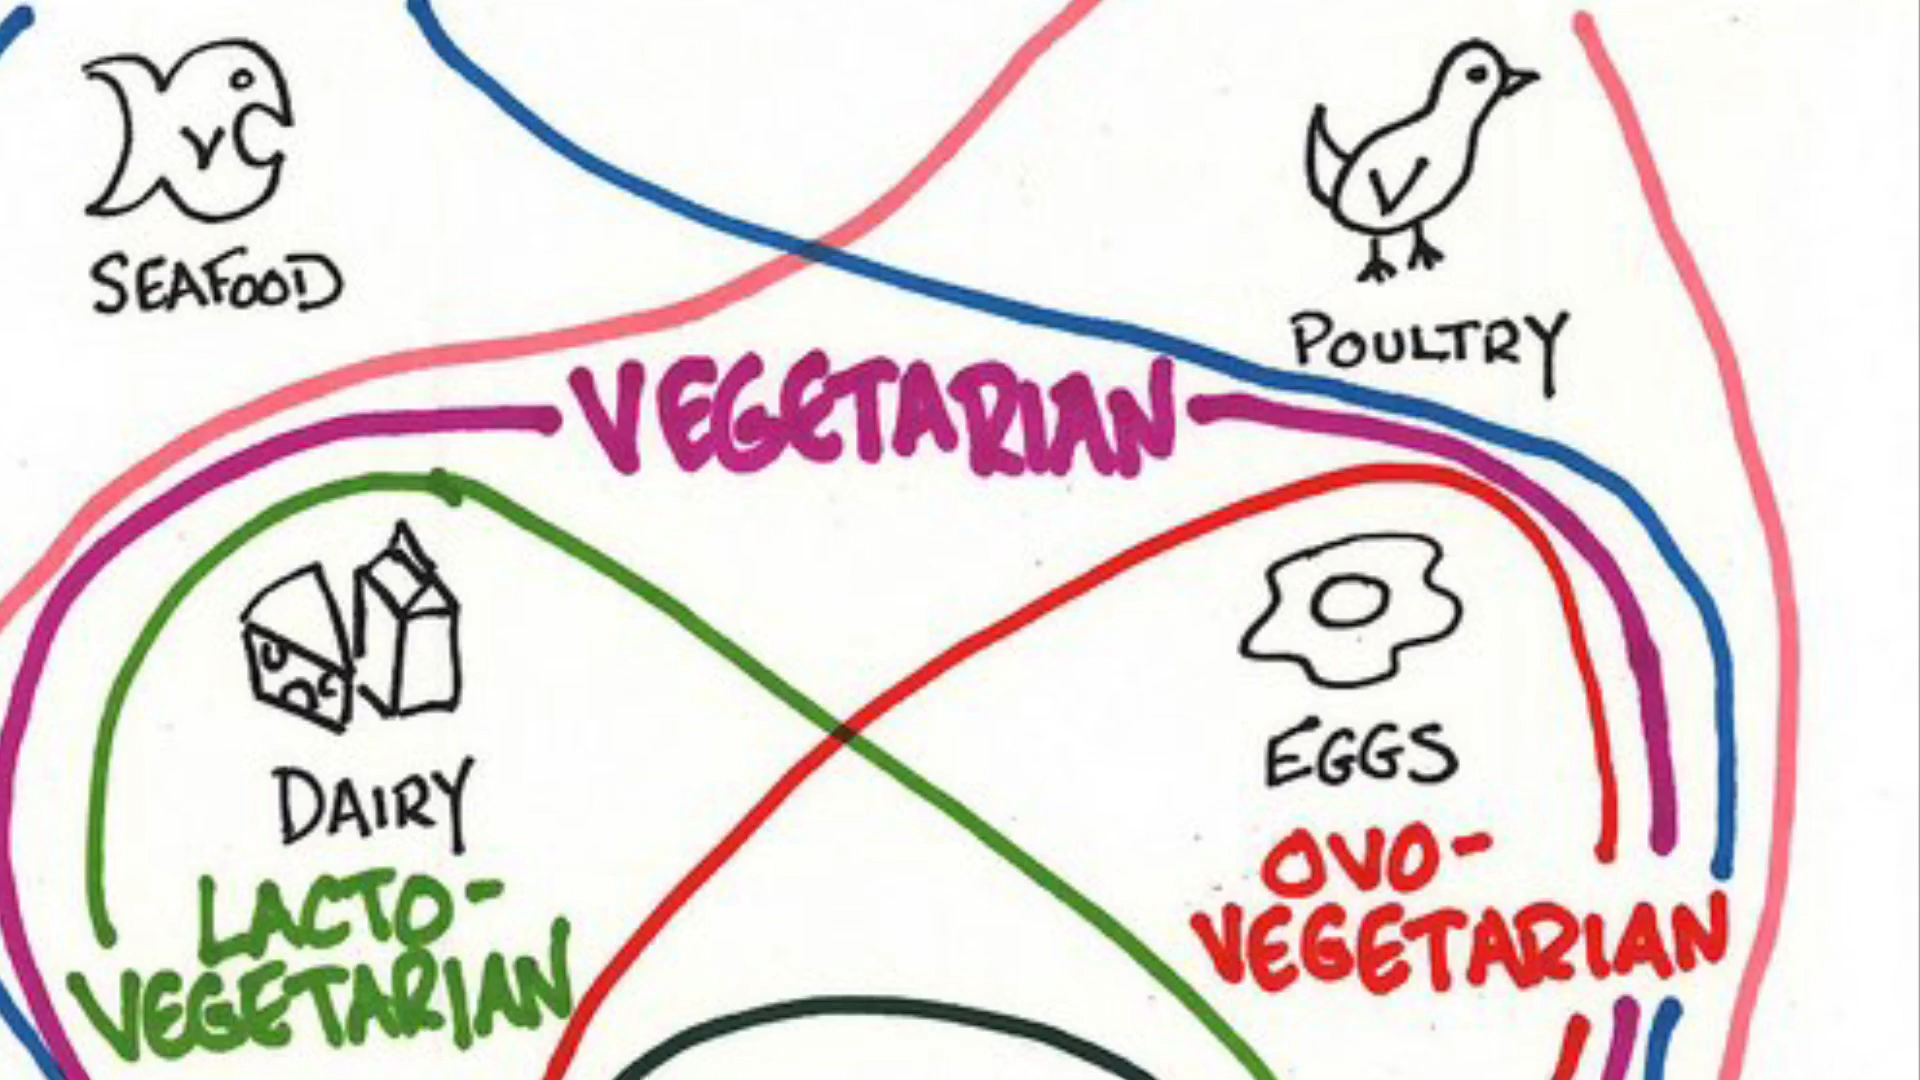 SEAFOOD
POULTRY
VEGETARIAN
DAIRY
EGGS
LACTO-
VEGETARIAN
OVO-
VEGETARIAN